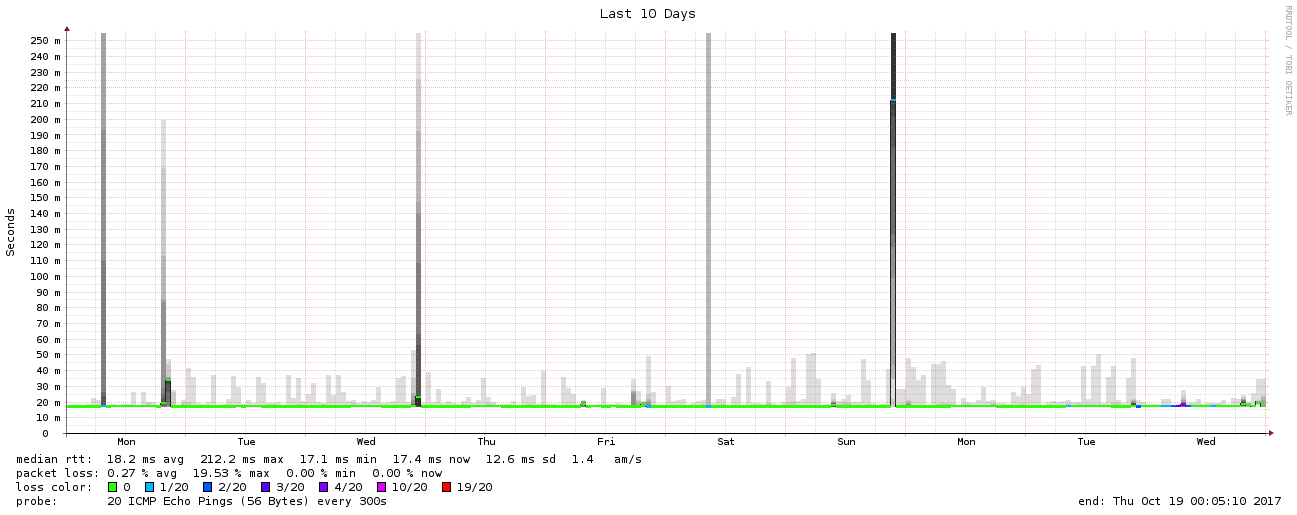 Last 10 Days
RRDTOOL / TOBI OETIKER
Seconds
250 m
240 m
230 m
220 m
210 m
200 m
190 m
180 m
170 m
160 m
150 m
140 m
130 m
120 m
110 m
100 m
90 m
80 m
70 m
60 m
50 m
40 m
30 m
20 m
10 m
0
Mon Tue Wed Thu Fri Sat Sun Mon Tue Wed
median rtt: 18.2 ms avg 212.2 ms max 17.1 ms min 17.4 ms now 12.6 ms sd 1.4 am/s
packet loss: 0.27 % avg 19.53 % max 0.00 % min 0.00 % now
loss color: 0 1/20 2/20 3/20 4/20 10/20 19/20
probe: 20 ICMP Echo Pings (56 Bytes) every 300s end: Thu Oct 19 00:05:10 2017